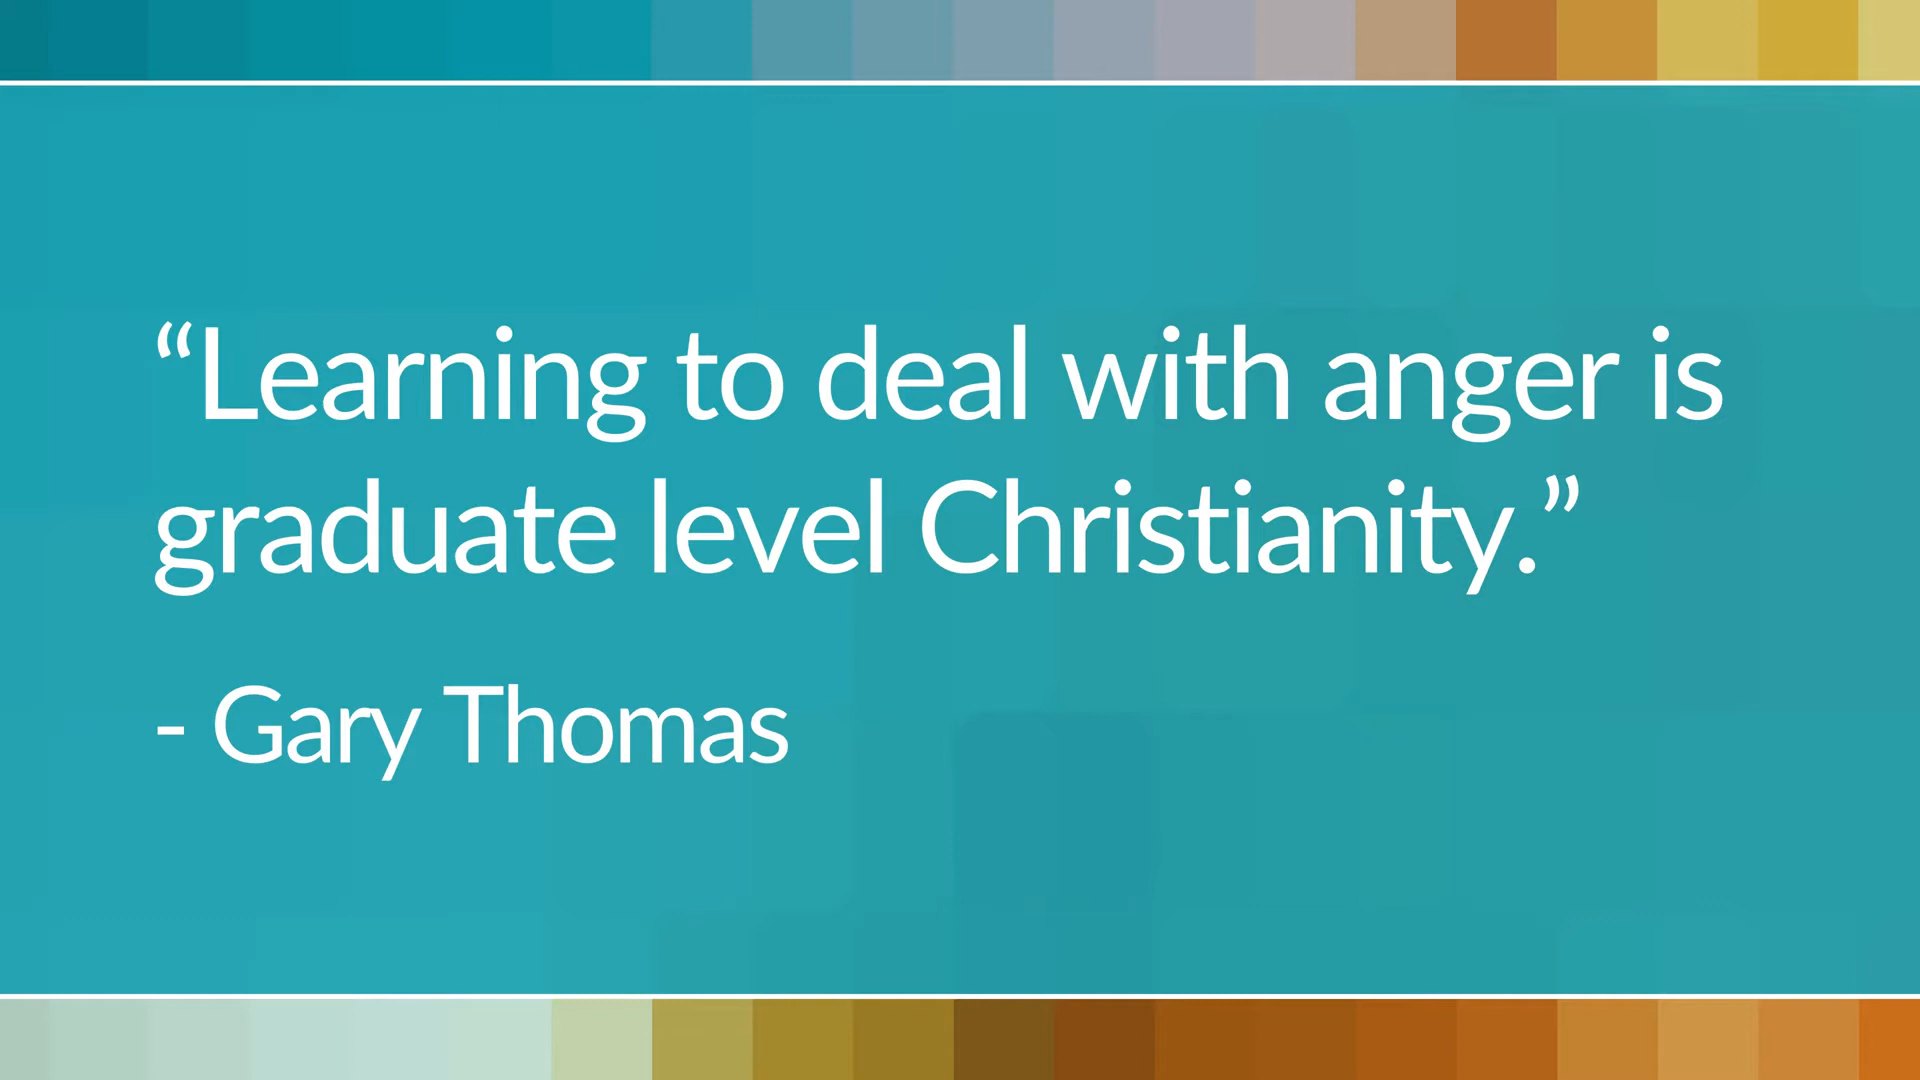 “Learning to deal with anger is
graduate level Christianity.”
- Gary Thomas